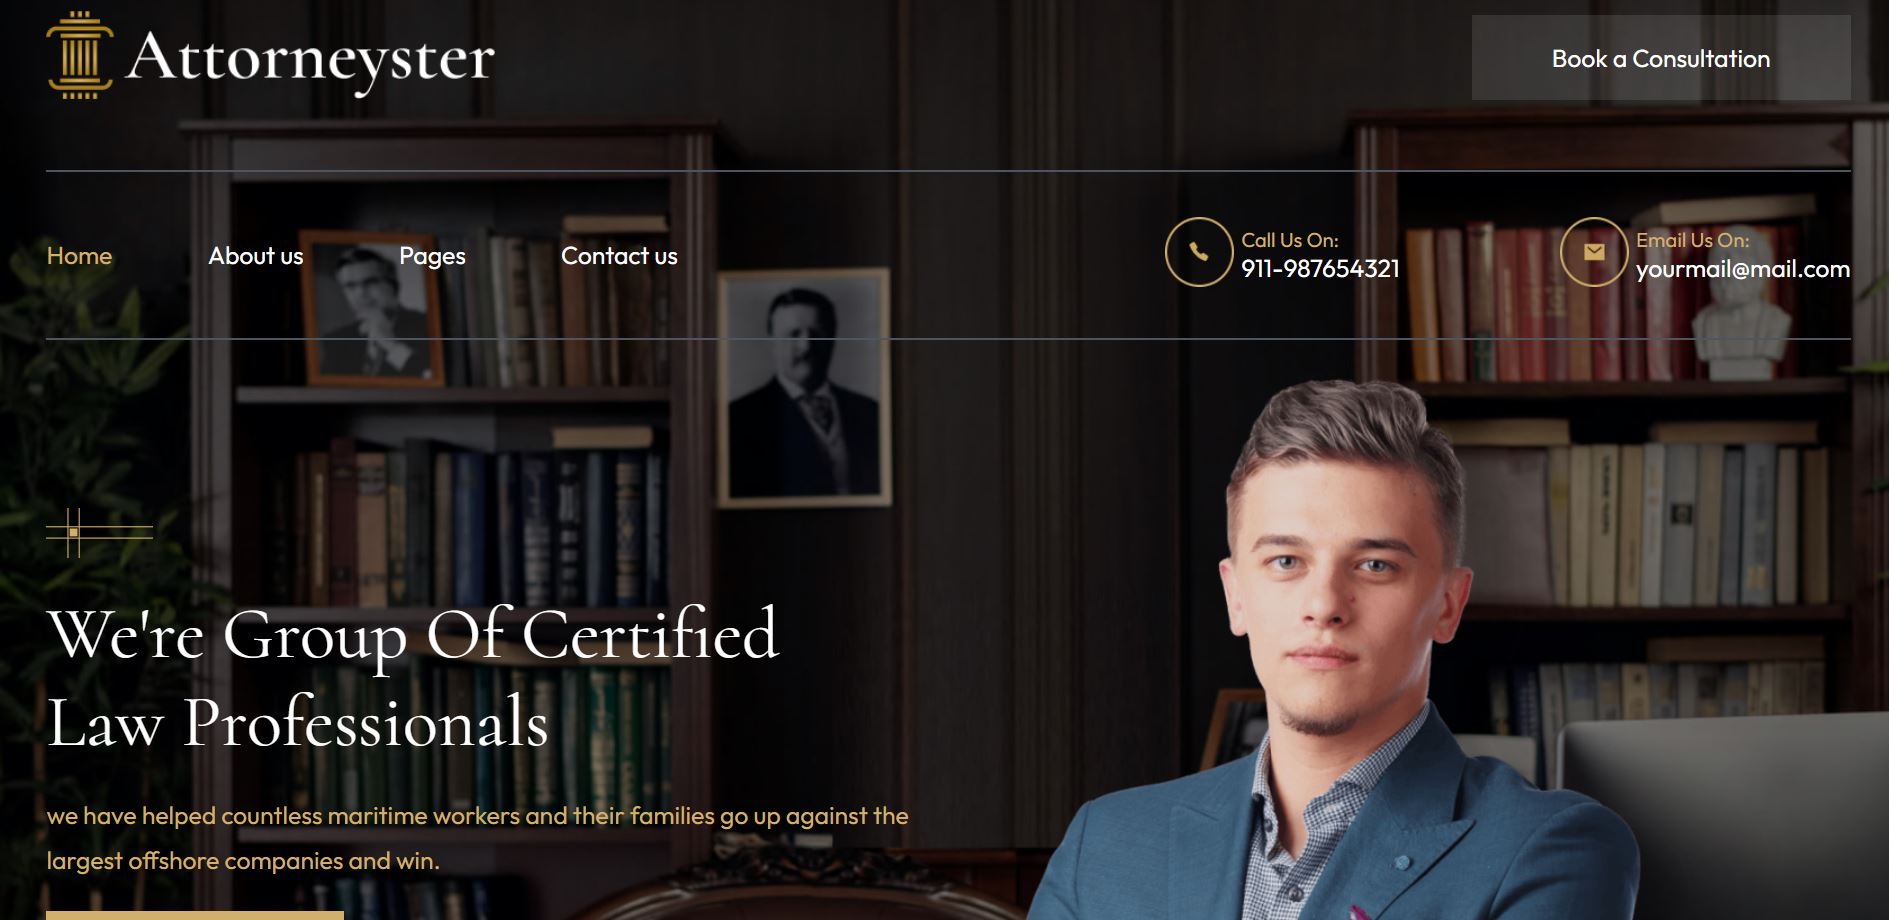 Attorneyster
Book a Consultation
Home
About us
Pages
Contact us
Call Us On:
911-987654321
Email Us On:
yourmail@mail.com
We're Group Of Certified
Law Professionals
we have helped countless maritime workers and their families go up against the
largest offshore companies and win.